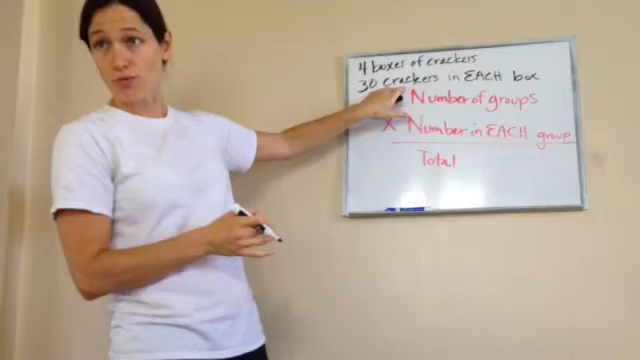 4 boxes of crackers
30 crackers in EACH box
Number of groups
X Number in EACH group
Total